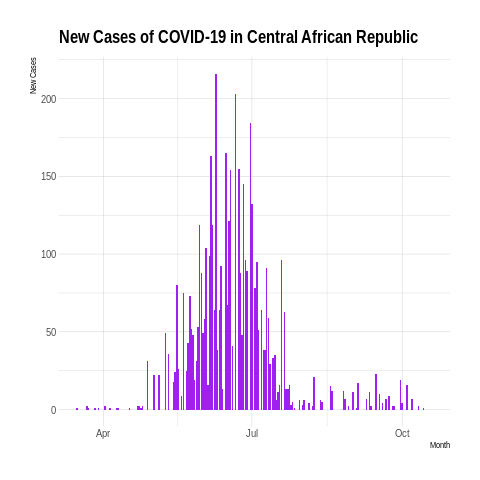 New Cases of COVID-19 in Central African Republic
New Cases
200
150
100
50
0
Apr
Jul
Oct
Month